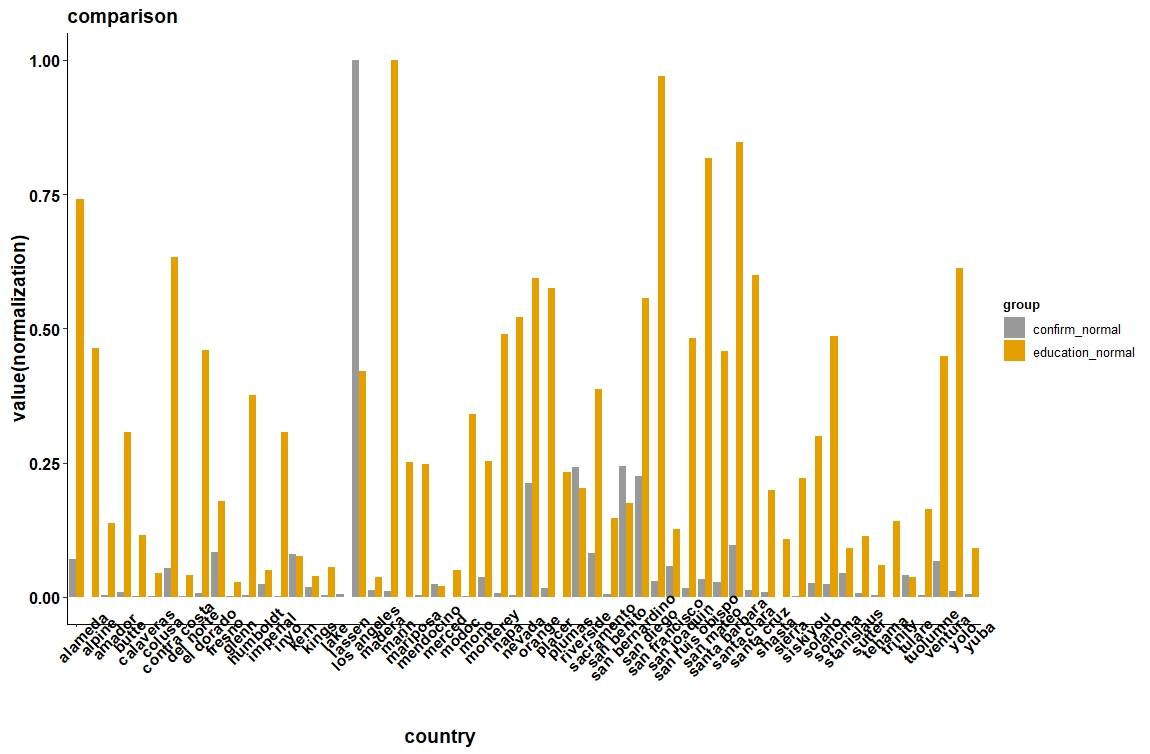 comparison
value(normalization)
1.00
0.75
0.50
0.25
0.00
alameda
alpine
amador
butte
calaveras
colusa
contra costa
del norte
el dorado
fresno
glenn
humboldt
imperial
inyo
kern
kings
lake
lassen
los angeles
madera
marin
mariposa
mendocino
merced
modoc
mono
monterey
napa
nevada
orange
placer
plumas
riverside
sacramento
san benito
san bernardino
san diego
san francisco
san joaquin
san luis obispo
san mateo
santa barbara
santa clara
santa cruz
shasta
sierra
siskiyou
solano
sonoma
stanislaus
sutter
tehama
trinity
tulare
tuolumne
ventura
yolo
yuba
country
group
confirm_normal
education_normal